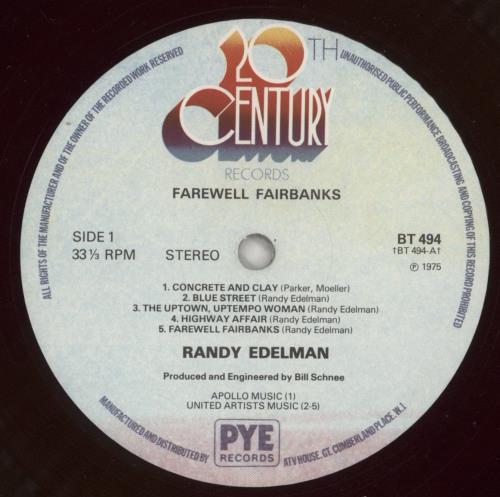 20TH
CENTURY
RECORDS
FAREWELL FAIRBANKS
SIDE 1
33⅓ RPM
STEREO
BT 494
†BT 494-A†
℗ 1975
1. CONCRETE AND CLAY (Parker, Moeller)
2. BLUE STREET (Randy Edelman)
3. THE UPTOWN, UPTEMPO WOMAN (Randy Edelman)
4. HIGHWAY AFFAIR (Randy Edelman)
5. FAREWELL FAIRBANKS (Randy Edelman)
RANDY EDELMAN
Produced and Engineered by Bill Schnee
APOLLO MUSIC (1)
UNITED ARTISTS MUSIC (2-5)
PYE
RECORDS
ALL RIGHTS OF THE MANUFACTURER AND OF THE OWNER OF THE RECORDED WORK RESERVED
UNAUTHORISED PUBLIC PERFORMANCE BROADCASTING AND COPYING OF THIS RECORD PROHIBITED
MANUFACTURED AND DISTRIBUTED BY
ATV HOUSE, GT. CUMBERLAND PLACE, W.1